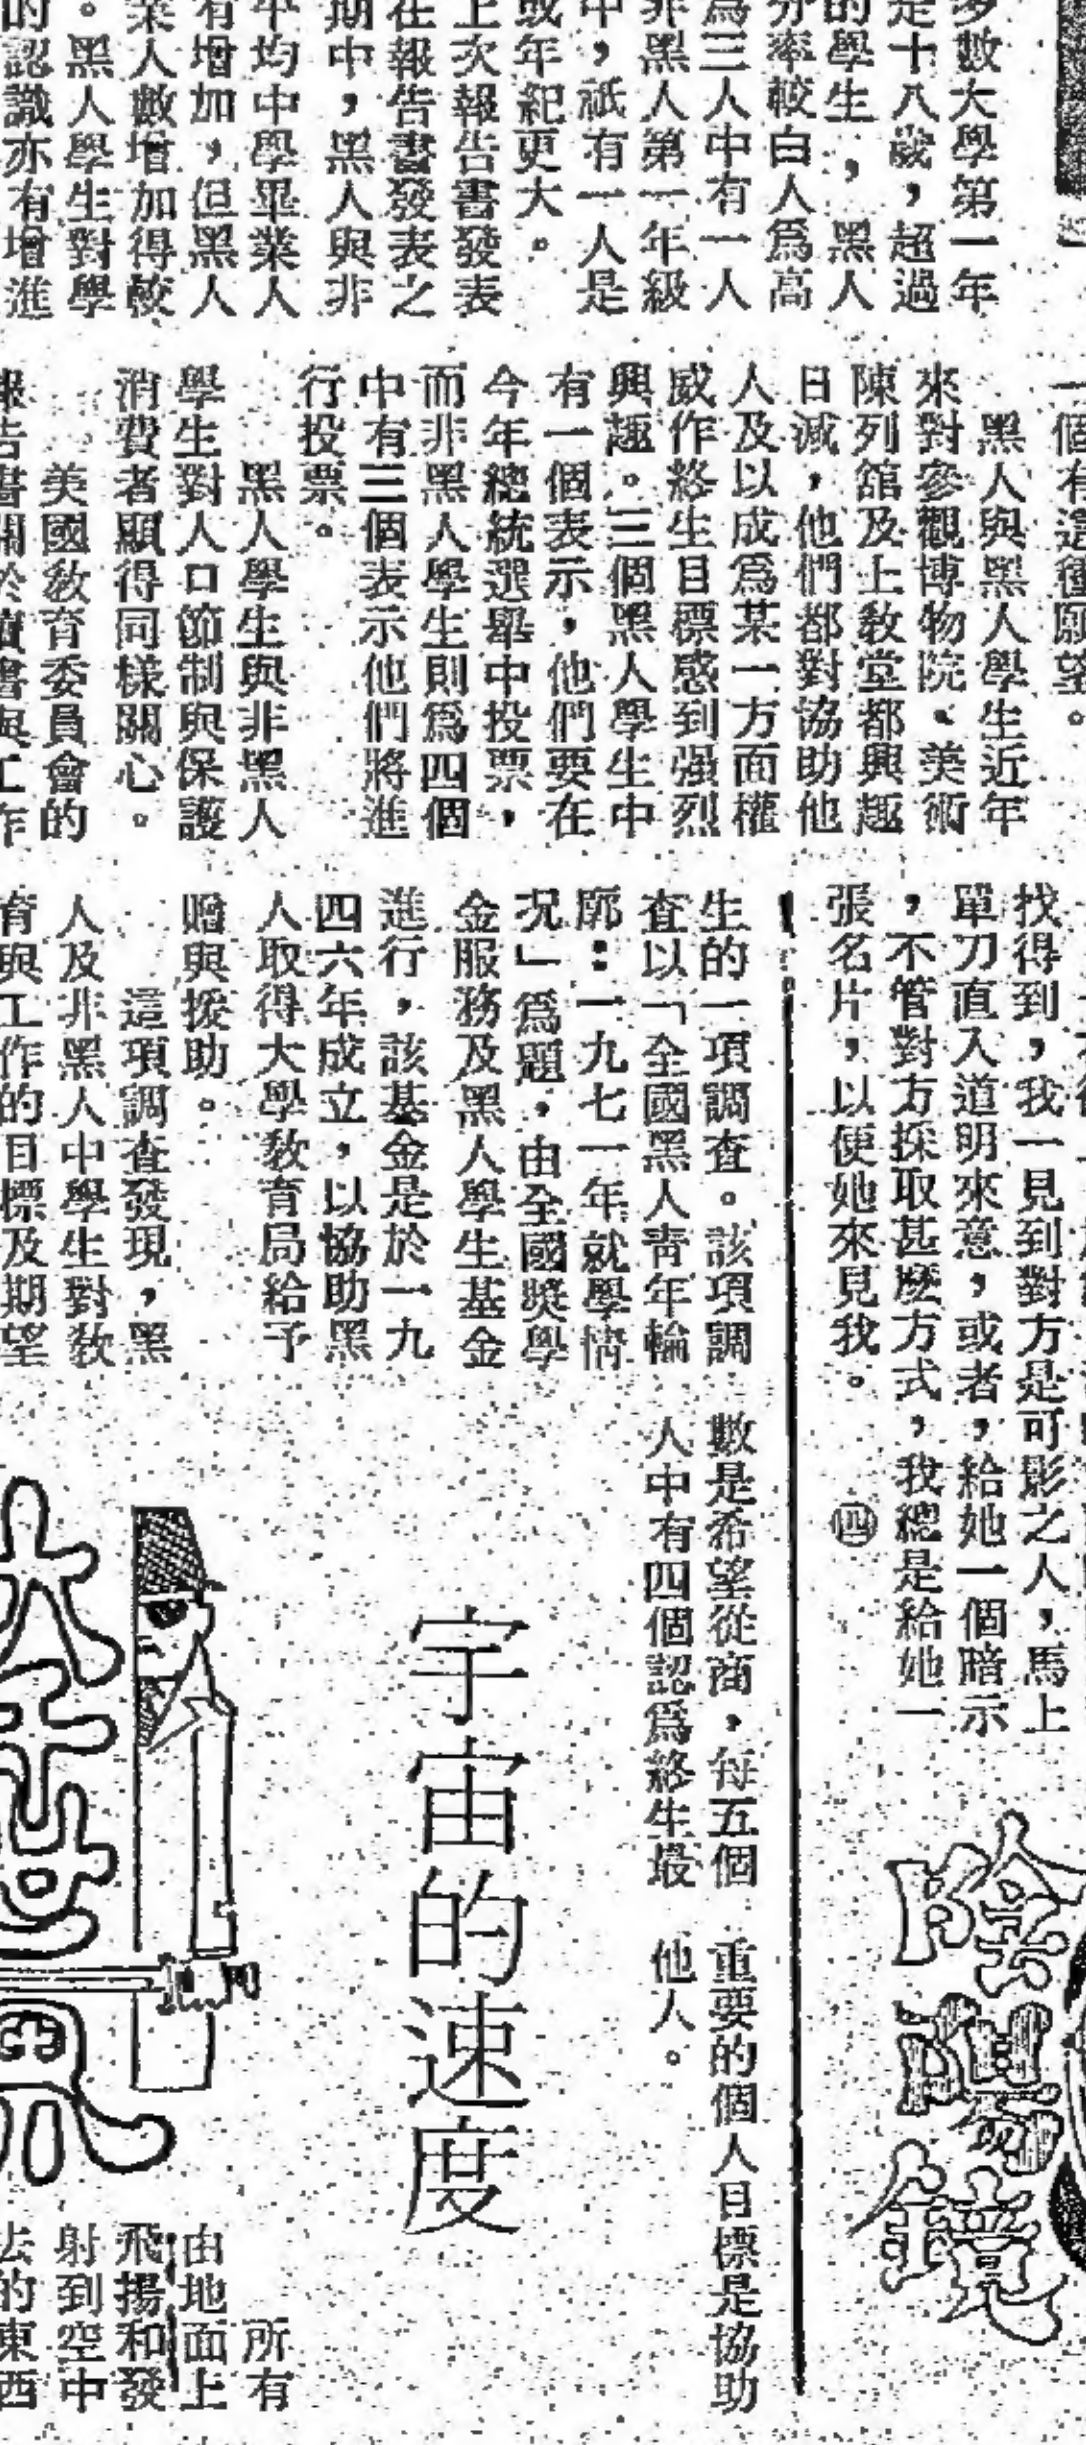 多數大學第一年
是十八歲，超過
的學生，黑人
分率較白人爲高
爲三人中有一人
非黑人第一年級
中，祇有一人是
或年紀更大。
上次報告書發表
在報告書發表之
期中，黑人與非
年均中學畢業人
有增加，但黑人
業人數增加得較
。黑人學生對學
的認識亦有增進
一個有這種願望。
黑人與黑人學生近年
來對參觀博物院、美術
陳列舘及上教堂都興趣
日減，他們都對協助他
人及以成爲某一方面權
威作終生目標感到强烈
興趣。三個黑人學生中
有一個表示，他們要在
今年總統選舉中投票，
而非黑人學生則爲四個
中有三個表示他們將進
行投票。
黑人學生與非黑人
學生對人口節制與保護
消費者顯得同樣關心。
美國敎育委員會的
報告書關於讀書與工作
找得到，我一見到對方是可影之人，馬上
單刀直入道明來意，或者，給她一個暗示
，不管對方採取甚麽方式，我總是給她一
張名片，以便她來見我。　㈣
陰陽鏡
生的一項調查。該項調
查以「全國黑人青年輪
廓：一九七一年就學情
况」爲題，由全國奬學
金服務及黑人學生基金
進行，該基金是於一九
四六年成立，以協助黑
人取得大學敎育局給予
贈與援助。
這項調查發現，黑
人及非黑人中學生對敎
育與工作的目標及期望
數是希望從商，每五個
人中有四個認爲終生最
重要的個人目標是協助
他人。
宇宙的速度
所有
由地面上
飛揚和發
射到空中
去的東西